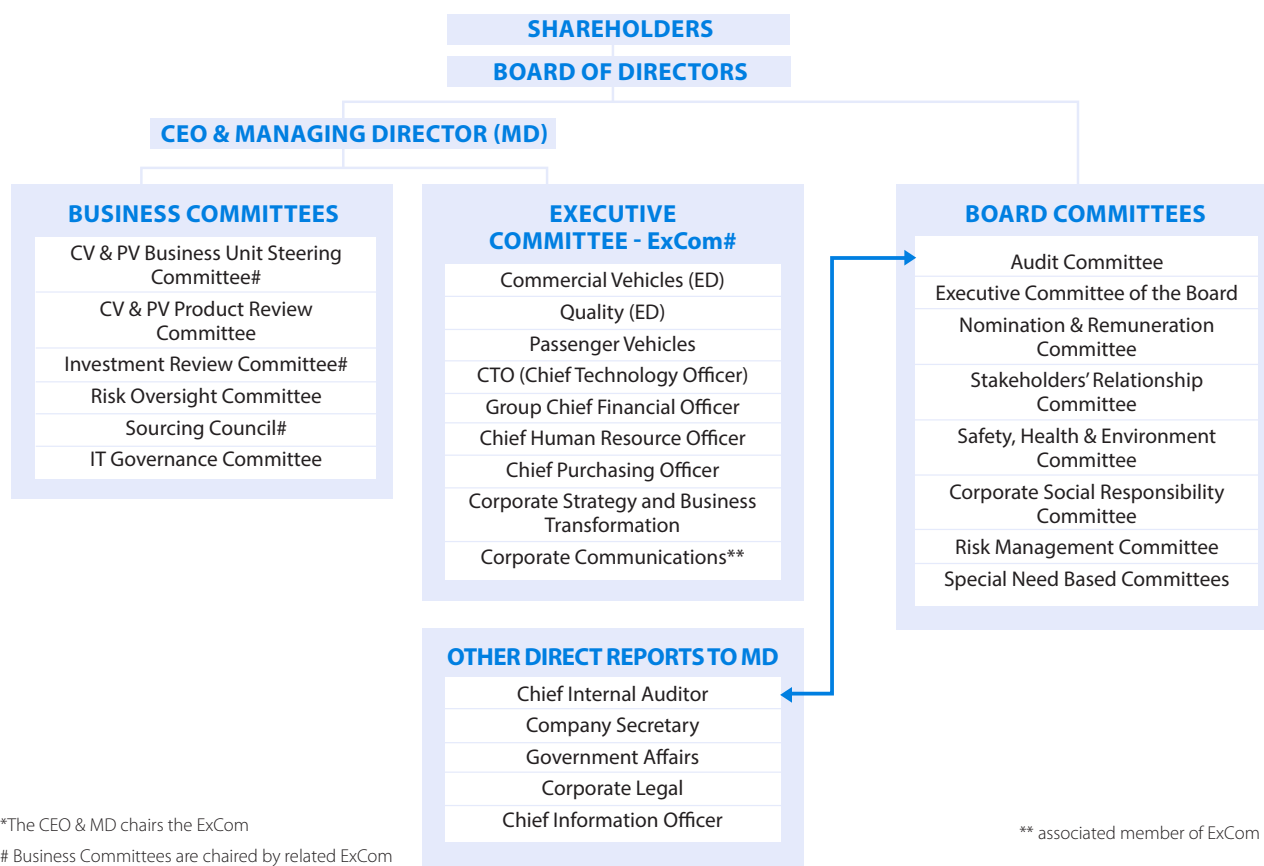 SHAREHOLDERS
BOARD OF DIRECTORS
CEO & MANAGING DIRECTOR (MD)
BUSINESS COMMITTEES
CV & PV Business Unit Steering
Committee#
CV & PV Product Review
Committee
Investment Review Committee#
Risk Oversight Committee
Sourcing Council#
IT Governance Committee
EXECUTIVE
COMMITTEE - ExCom#
Commercial Vehicles (ED)
Quality (ED)
Passenger Vehicles
CTO (Chief Technology Officer)
Group Chief Financial Officer
Chief Human Resource Officer
Chief Purchasing Officer
Corporate Strategy and Business
Transformation
Corporate Communications**
BOARD COMMITTEES
Audit Committee
Executive Committee of the Board
Nomination & Remuneration
Committee
Stakeholders’ Relationship
Committee
Safety, Health & Environment
Committee
Corporate Social Responsibility
Committee
Risk Management Committee
Special Need Based Committees
OTHER DIRECT REPORTS TO MD
Chief Internal Auditor
Company Secretary
Government Affairs
Corporate Legal
Chief Information Officer
*The CEO & MD chairs the ExCom
# Business Committees are chaired by related ExCom
** associated member of ExCom